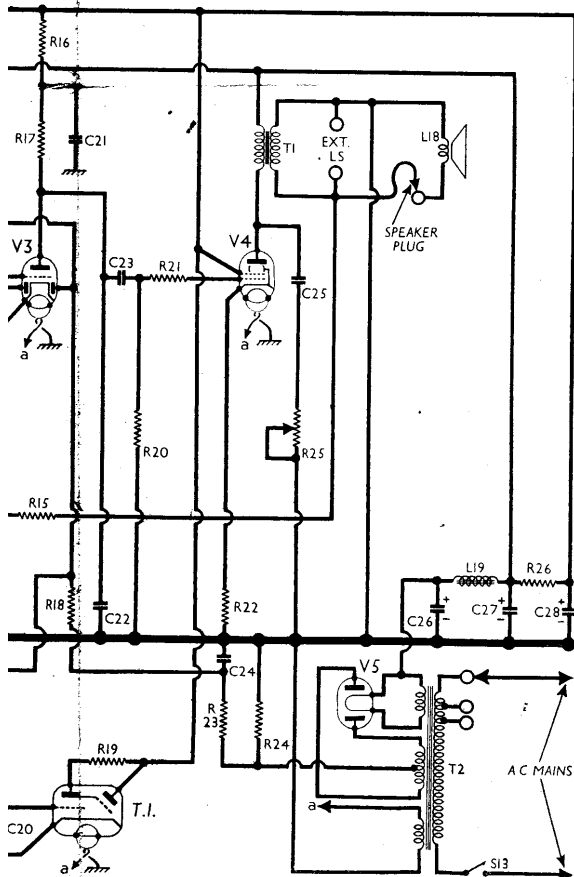 R16
R17
C21
T1
EXT.
LS
L18
SPEAKER
PLUG
V3
C23
R21
V4
C25
a
a
R20
R25
R15
R18
C22
R22
L19
R26
C26
+
−
C27
+
−
C28
+
−
C24
V5
R
23
R24
T2
A C MAINS
R19
T.I.
C20
a
a
S13